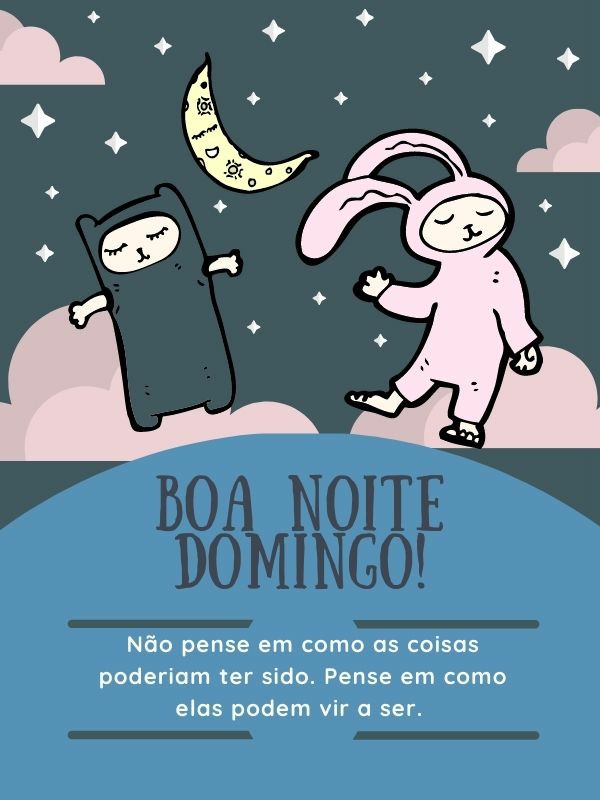 BOA NOITE
DOMINGO!
Não pense em como as coisas
poderiam ter sido. Pense em como
elas podem vir a ser.